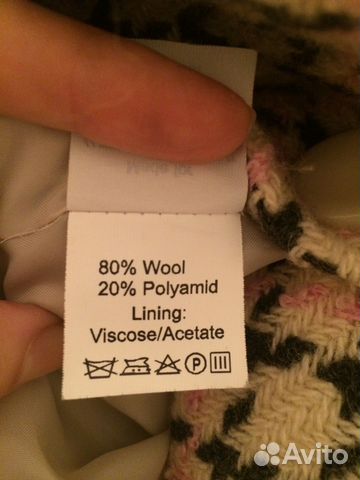 80% Wool
20% Polyamid
Lining:
Viscose/Acetate
P
Avito